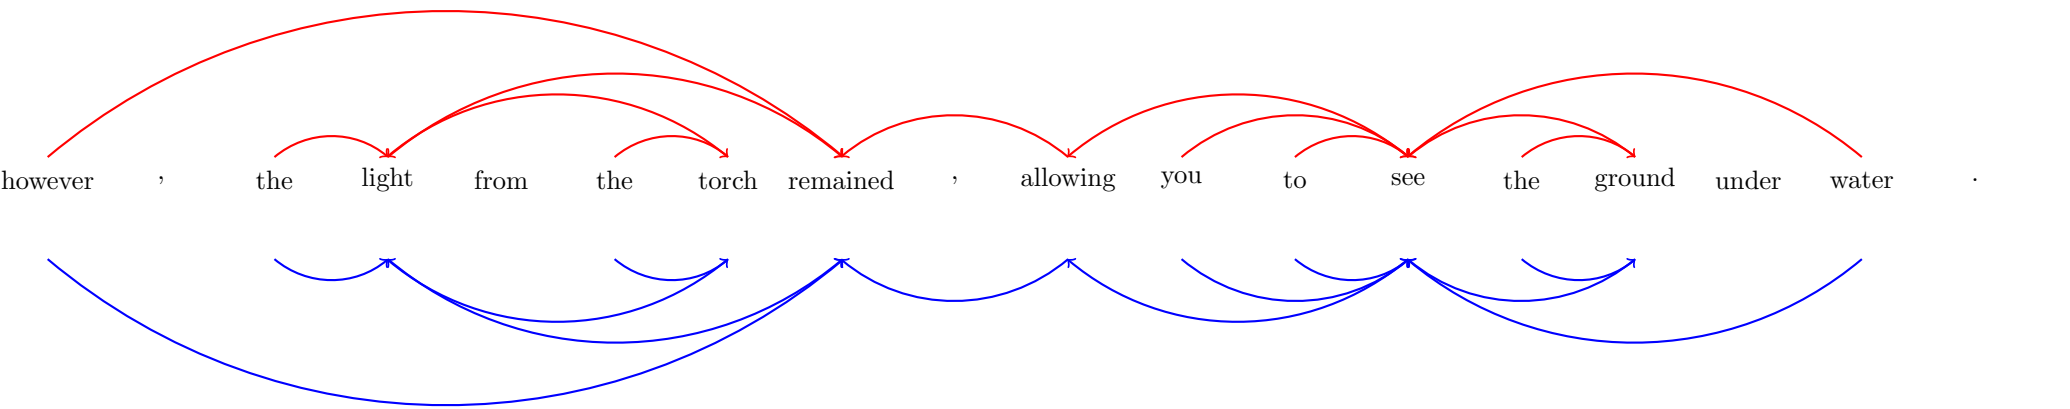 however , the light from the torch remained , allowing you to see the ground under water .